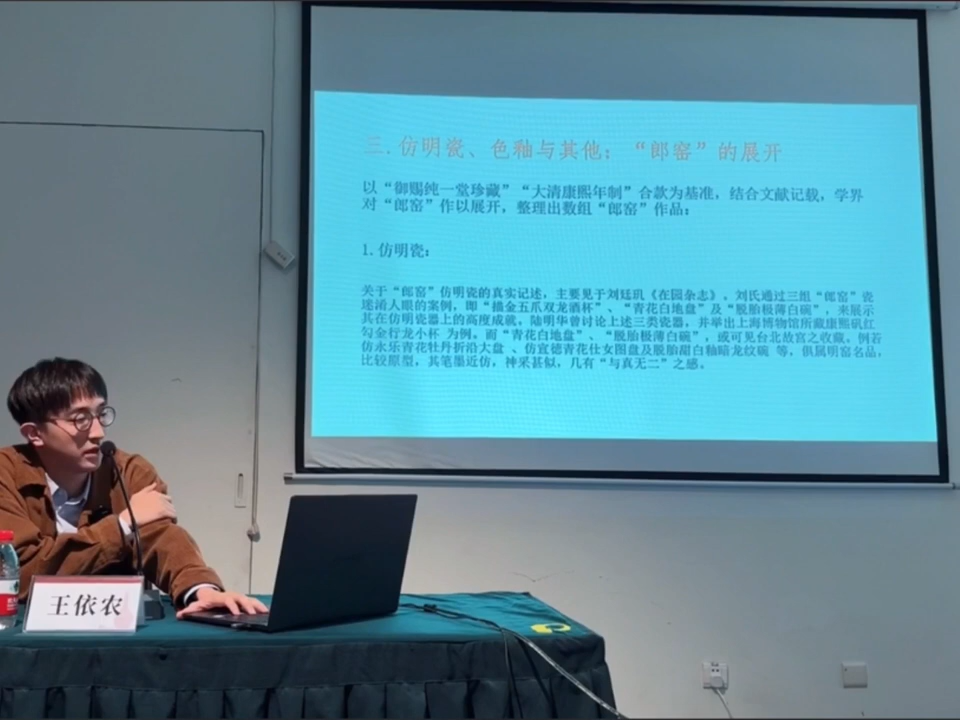 三.仿明瓷、色釉与其他：“郎窑”的展开
以“御赐纯一堂珍藏”“大清康熙年制”合款为基准，结合文献记载，学界
对“郎窑”作以展开，整理出数组“郎窑”作品：
1.仿明瓷：
关于“郎窑”仿明瓷的真实记述，主要见于刘廷玑《在园杂志》。刘氏通过三组“郎窑”瓷
迷淆人眼的案例，即“描金五爪双龙酒杯”、“青花白地盘”及“脱胎极薄白碗”，来展示
其在仿明瓷器上的高度成就。陆明华曾讨论上述三类瓷器，并举出上海博物馆所藏康熙矾红
勾金行龙小杯 为例。而“青花白地盘”、“脱胎极薄白碗”，或可见台北故宫之收藏。例若
仿永乐青花牡丹折沿大盘 、仿宣德青花仕女图盘及脱胎甜白釉暗龙纹碗 等，俱属明窑名品，
比较原型，其笔墨近仿，神采甚似，几有“与真无二”之感。
王依农